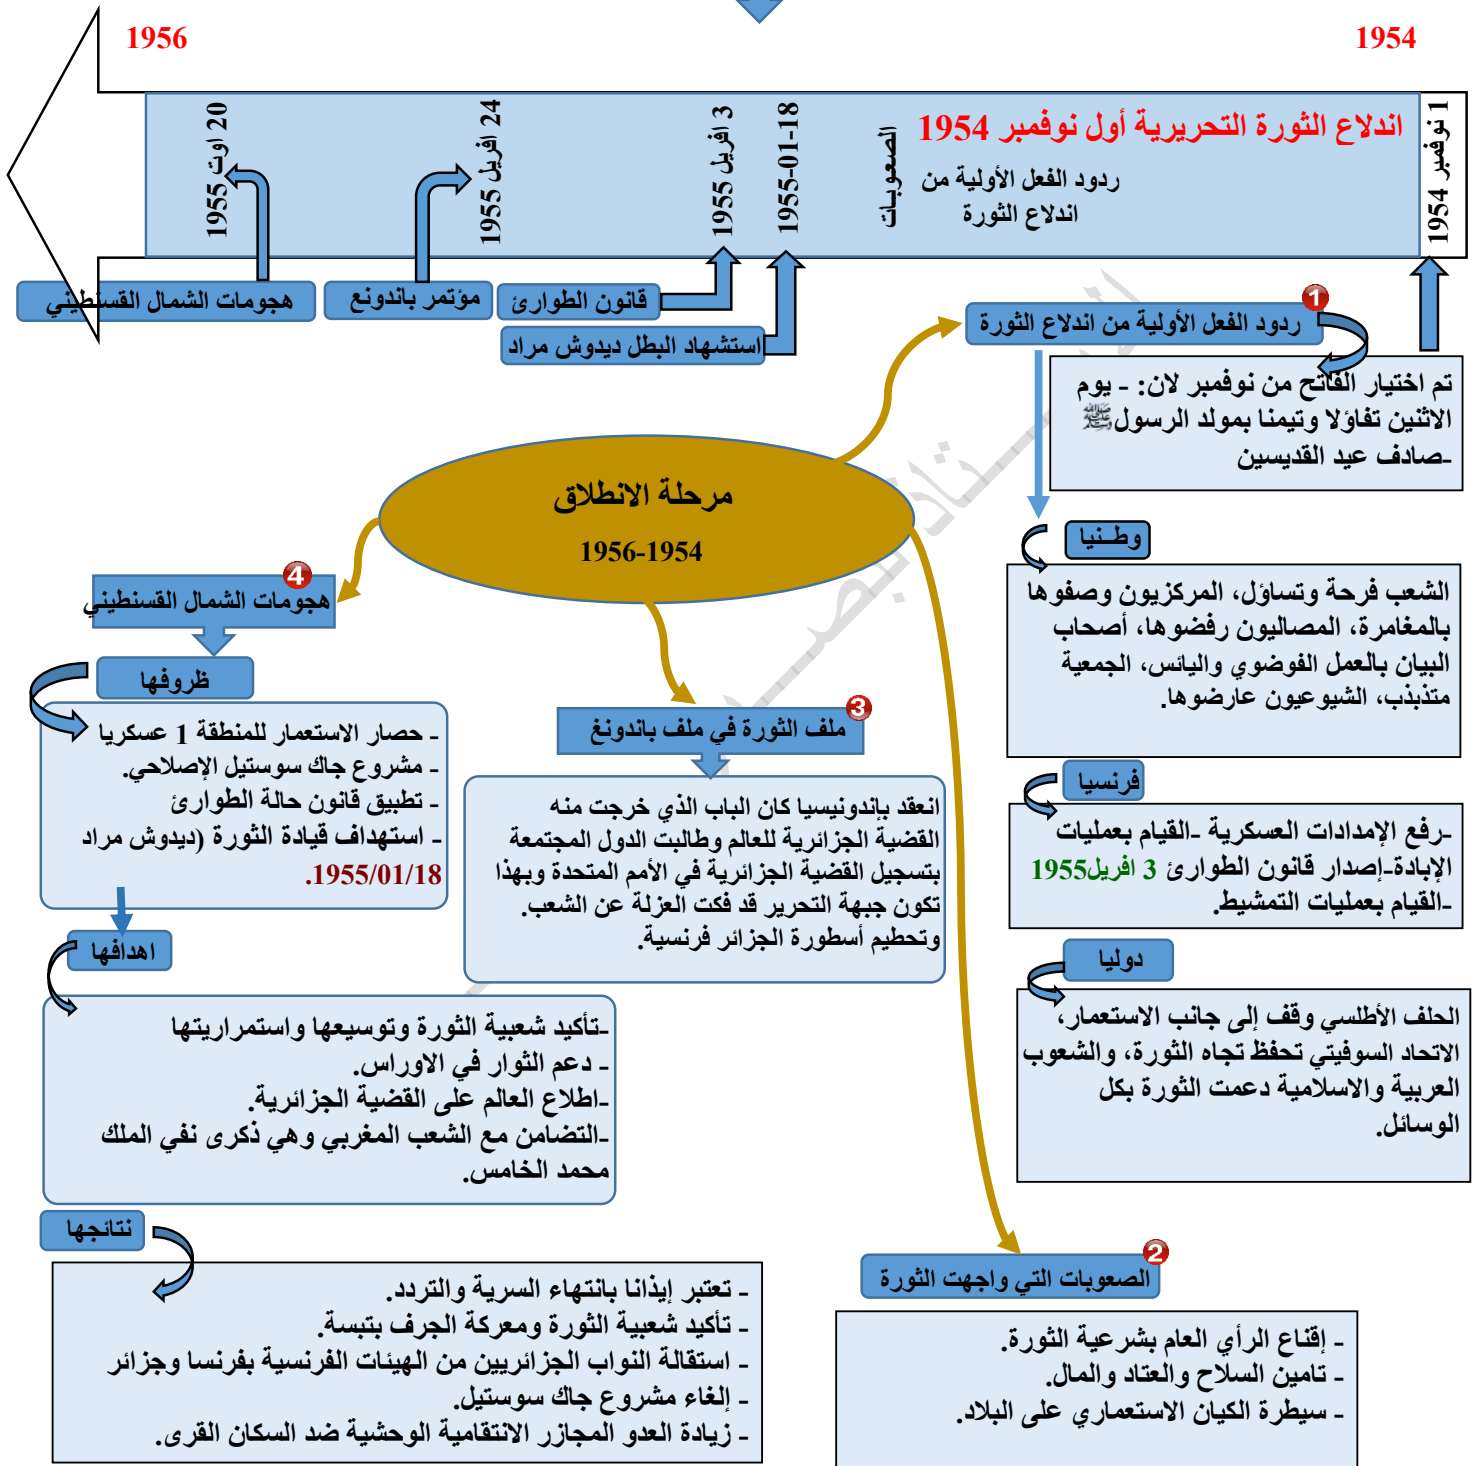 1954
1956
1 نوفمبر 1954
اندلاع الثورة التحريرية أول نوفمبر 1954
ردود الفعل الأولية من
اندلاع الثورة
الصعوبات
1955-01-18
3 افريل 1955
24 افريل 1955
20 اوت 1955
هجومات الشمال القسنطيني
مؤتمر باندونع
قانون الطوارئ
استشهاد البطل ديدوش مراد
مرحلة الانطلاق
1956-1954
1
ردود الفعل الأولية من اندلاع الثورة
تم اختيار الفاتح من نوفمبر لان: - يوم
الاثنين تفاؤلا وتيمنا بمولد الرسول ﷺ
-صادف عيد القديسين
وطــنيا
الشعب فرحة وتساؤل، المركزيون وصفوها
بالمغامرة، المصاليون رفضوها، أصحاب
البيان بالعمل الفوضوي واليائس، الجمعية
متذبذب، الشيوعيون عارضوها.
فرنسيا
-رفع الإمدادات العسكرية -القيام بعمليات
الإبادة-إصدار قانون الطوارئ 3 افريل1955
-القيام بعمليات التمشيط.
دوليا
الحلف الأطلسي وقف إلى جانب الاستعمار،
الاتحاد السوفيتي تحفظ تجاه الثورة، والشعوب
العربية والاسلامية دعمت الثورة بكل
الوسائل.
2
الصعوبات التي واجهت الثورة
- إقناع الرأي العام بشرعية الثورة.
- تامين السلاح والعتاد والمال.
- سيطرة الكيان الاستعماري على البلاد.
3
ملف الثورة في ملف باندونغ
انعقد بإندونيسيا كان الباب الذي خرجت منه
القضية الجزائرية للعالم وطالبت الدول المجتمعة
بتسجيل القضية الجزائرية في الأمم المتحدة وبهذا
تكون جبهة التحرير قد فكت العزلة عن الشعب.
وتحطيم أسطورة الجزائر فرنسية.
4
هجومات الشمال القسنطيني
ظروفها
- حصار الاستعمار للمنطقة 1 عسكريا
- مشروع جاك سوستيل الإصلاحي.
- تطبيق قانون حالة الطوارئ
- استهداف قيادة الثورة (ديدوش مراد
1955/01/18.
اهدافها
-تأكيد شعبية الثورة وتوسيعها واستمراريتها
- دعم الثوار في الاوراس.
-اطلاع العالم على القضية الجزائرية.
-التضامن مع الشعب المغربي وهي ذكرى نفي الملك
محمد الخامس.
نتائجها
- تعتبر إيذانا بانتهاء السرية والتردد.
- تأكيد شعبية الثورة ومعركة الجرف بتبسة.
- استقالة النواب الجزائريين من الهيئات الفرنسية بفرنسا وجزائر
- إلغاء مشروع جاك سوستيل.
- زيادة العدو المجازر الانتقامية الوحشية ضد السكان القرى.